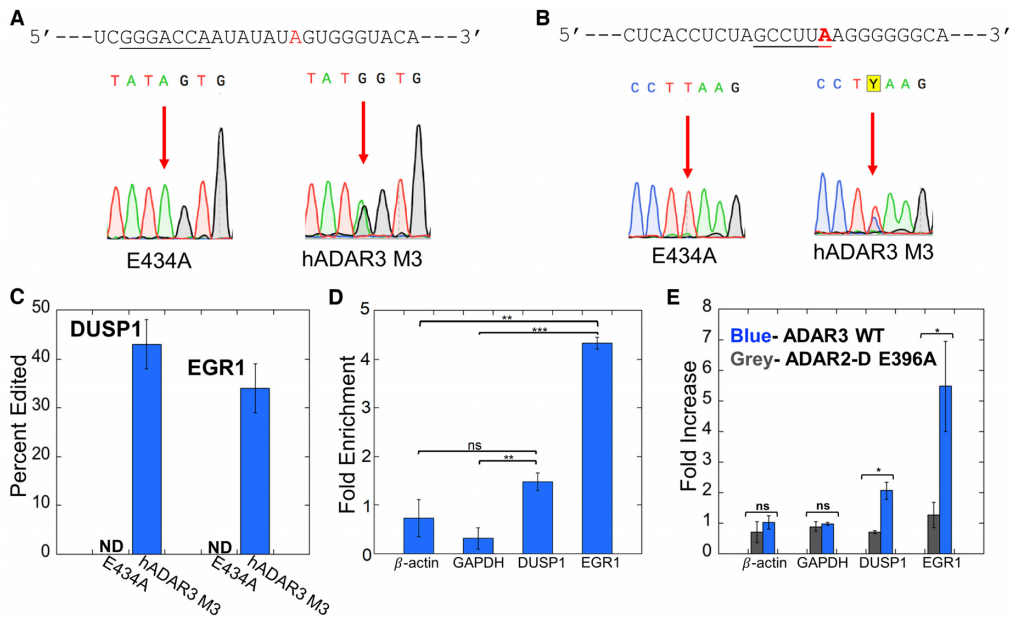 A
5′---UCGGGACCAAUAUAUAGUGGGUACA---3′
T A T A G T G
T A T G G T G
E434A
hADAR3 M3
B
5′---CUCACCUCUAGCCUUAAGGGGGGCA---3′
C C T T A A G
C C T Y A A G
E434A
hADAR3 M3
C
Percent Edited
50
40
30
20
10
0
DUSP1
EGR1
ND
ND
E434A
hADAR3 M3
E434A
hADAR3 M3
D
Fold Enrichment
5
4
3
2
1
0
**
***
ns
**
β-actin
GAPDH
DUSP1
EGR1
E
Fold Increase
8
7
6
5
4
3
2
1
0
Blue- ADAR3 WT
Grey- ADAR2-D E396A
ns
ns
*
*
β-actin
GAPDH
DUSP1
EGR1